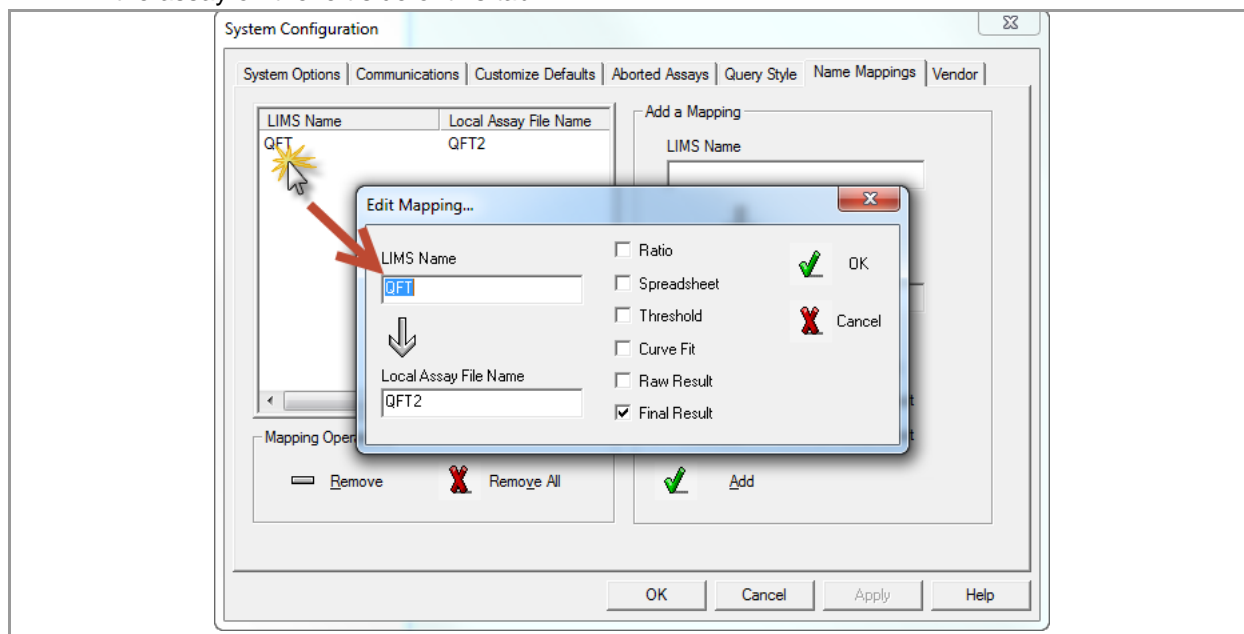 System Configuration
System Options Communications Customize Defaults Aborted Assays Query Style Name Mappings Vendor
LIMS Name Local Assay File Name
QFT QFT2
Add a Mapping
LIMS Name
Edit Mapping...
LIMS Name
QFT
Local Assay File Name
QFT2
Ratio
Spreadsheet
Threshold
Curve Fit
Raw Result
Final Result
OK
Cancel
Mapping Oper
Remove Remove All
Add
OK Cancel Apply Help